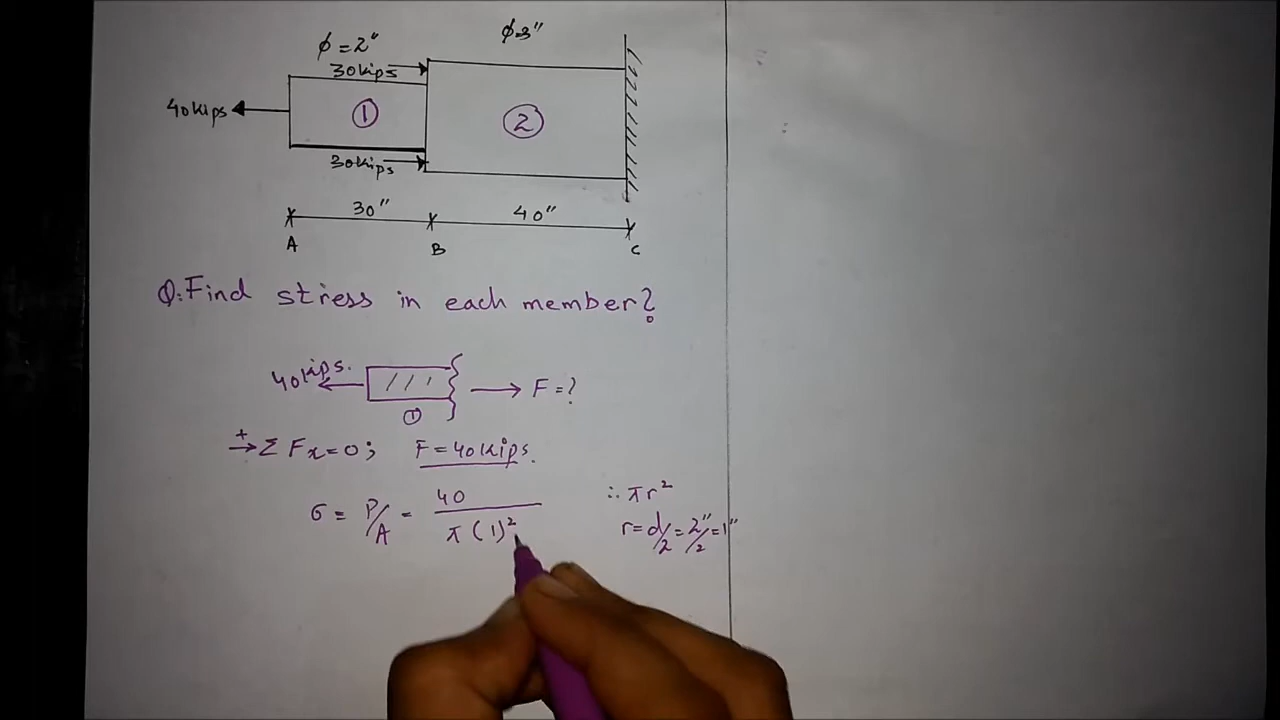 φ=3"
φ=2"
30kips
40kips
①
②
30kips
30"
40"
A
B
C
Q:Find stress in each member?
40kips.
F=?
①
+→ΣFx=0; F=40kips.
σ = P/A = 40/π(1)²
∴ πr²
r=d/2=2"/2=1"